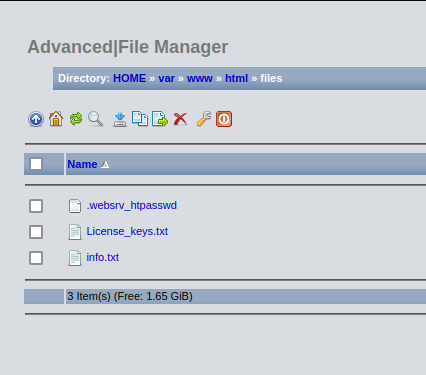 Advanced|File Manager
Directory: HOME » var » www » html » files
Name
.websrv_htpasswd
License_keys.txt
info.txt
3 Item(s) (Free: 1.65 GiB)